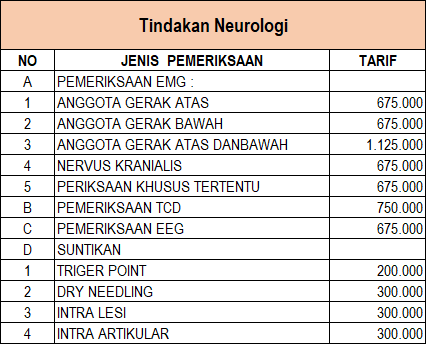 Tindakan Neurologi
NO JENIS PEMERIKSAAN TARIF
A PEMERIKSAAN EMG :
1 ANGGOTA GERAK ATAS 675.000
2 ANGGOTA GERAK BAWAH 675.000
3 ANGGOTA GERAK ATAS DANBAWAH 1.125.000
4 NERVUS KRANIALIS 675.000
5 PERIKSAAN KHUSUS TERTENTU 675.000
B PEMERIKSAAN TCD 750.000
C PEMERIKSAAN EEG 675.000
D SUNTIKAN
1 TRIGER POINT 200.000
2 DRY NEEDLING 300.000
3 INTRA LESI 300.000
4 INTRA ARTIKULAR 300.000